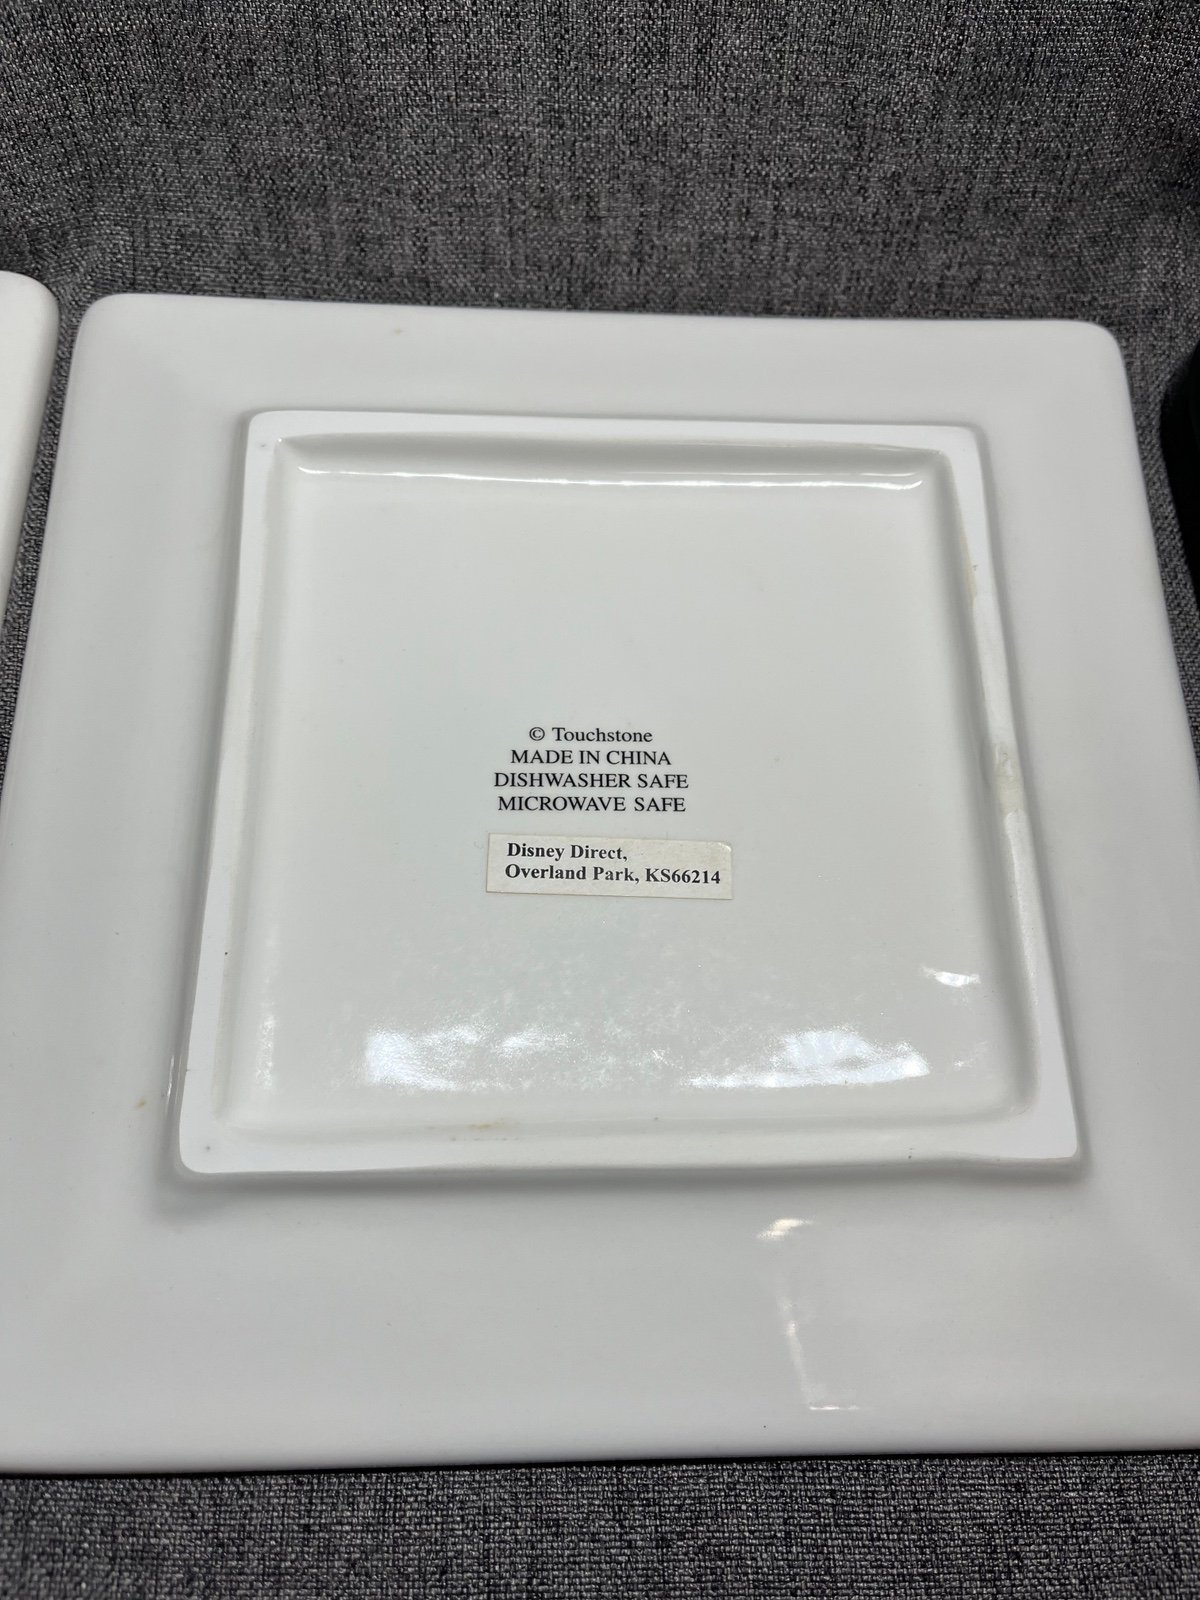 © Touchstone
MADE IN CHINA
DISHWASHER SAFE
MICROWAVE SAFE
Disney Direct,
Overland Park, KS66214